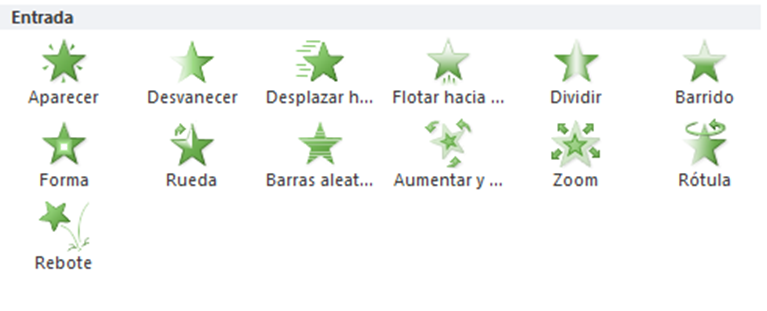 Entrada
Aparecer Desvanecer Desplazar h... Flotar hacia ... Dividir Barrido
Forma Rueda Barras aleat... Aumentar y ... Zoom Rótula
Rebote